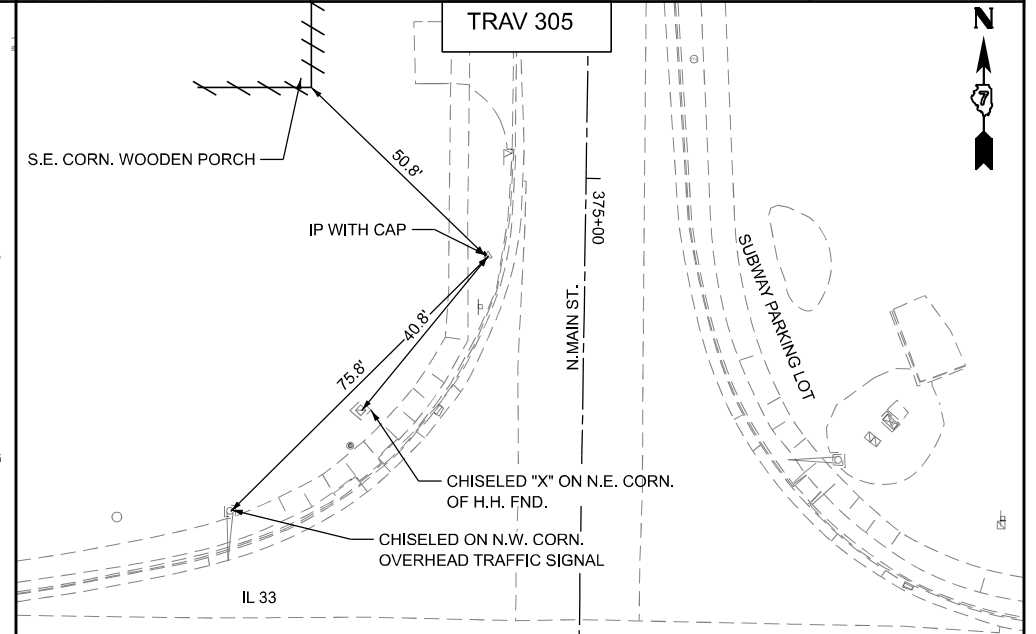 TRAV 305
N
7
S.E. CORN. WOODEN PORCH
50.8'
IP WITH CAP
375+00
N.MAIN ST.
SUBWAY PARKING LOT
40.8'
75.8'
CHISELED "X" ON N.E. CORN.
OF H.H. FND.
CHISELED ON N.W. CORN.
OVERHEAD TRAFFIC SIGNAL
IL 33